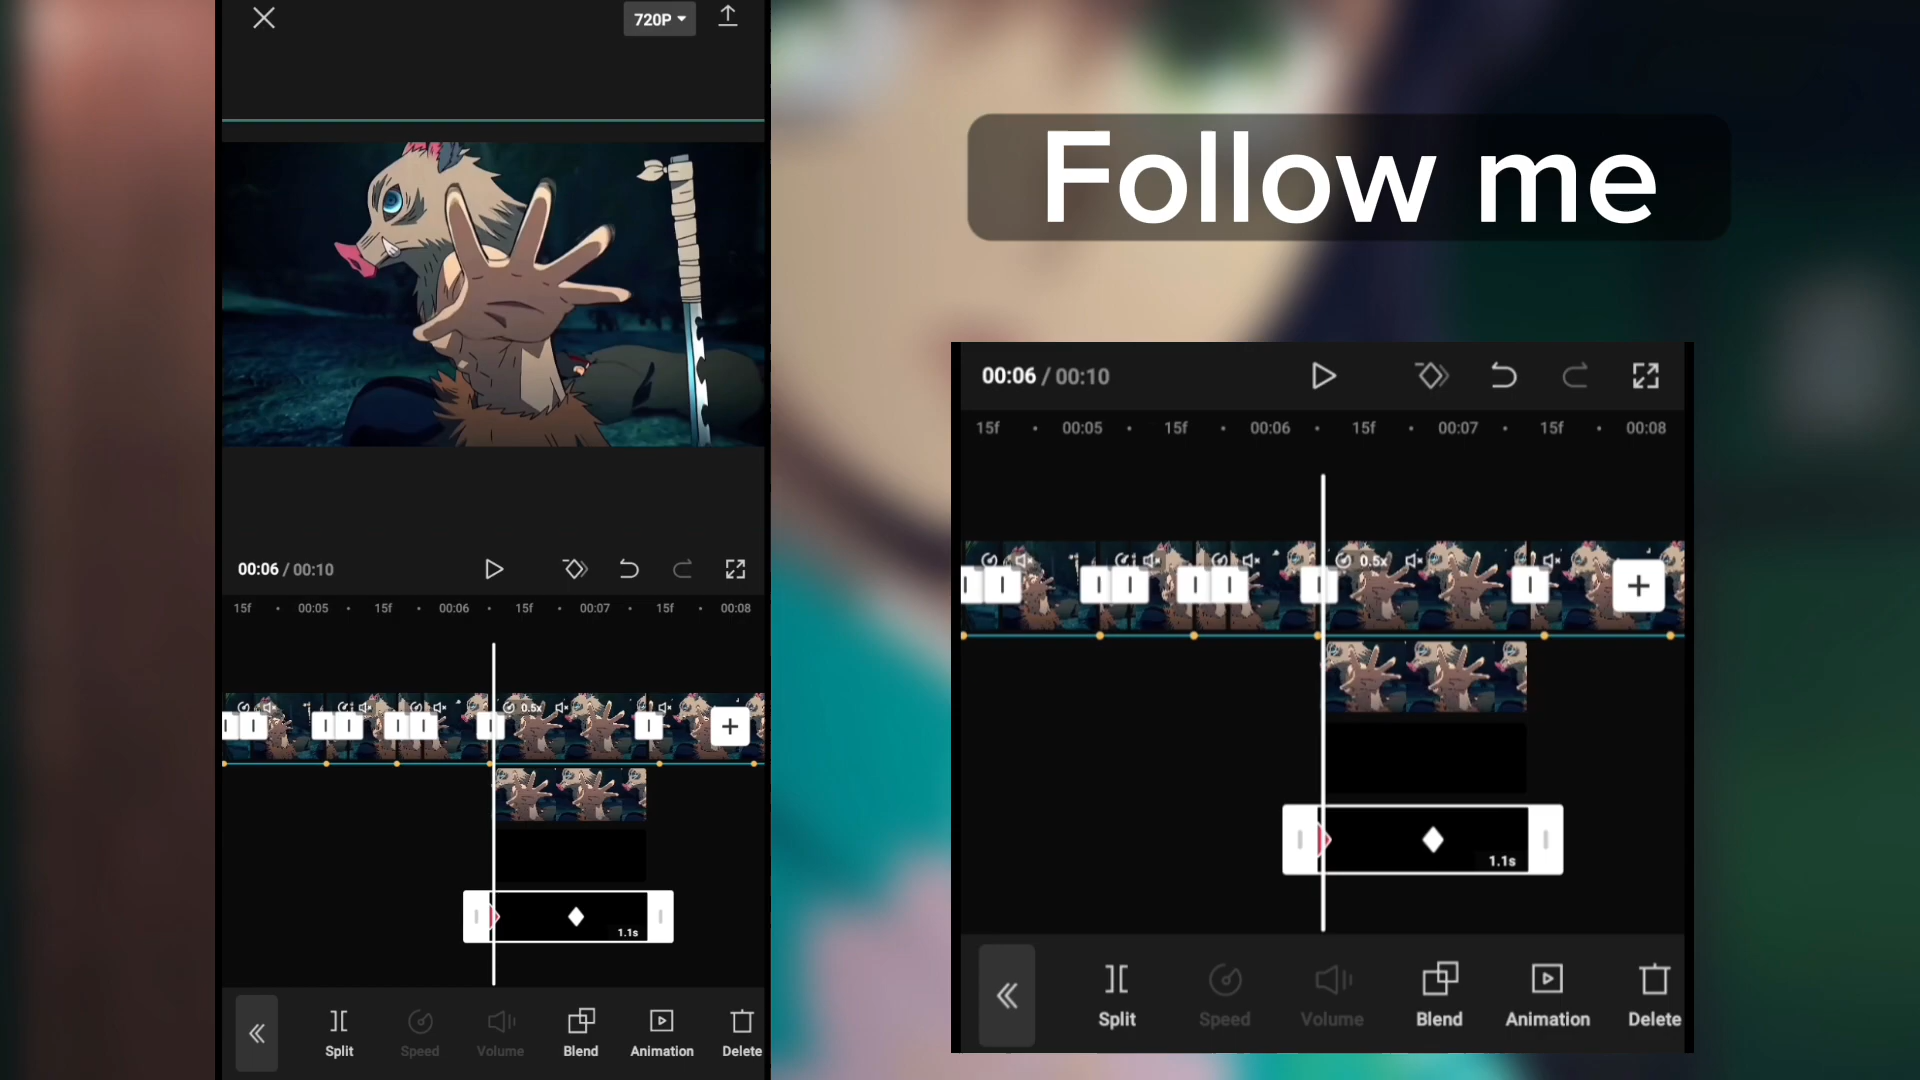 720P
Follow me
00:06 / 00:10
15f 00:05 15f 00:06 15f 00:07 15f 00:08
0.5x
1.1s
Split Speed Volume Blend Animation Delete
00:06 / 00:10
15f 00:05 15f 00:06 15f 00:07 15f 00:08
0.5x
1.1s
Split Speed Volume Blend Animation Delete